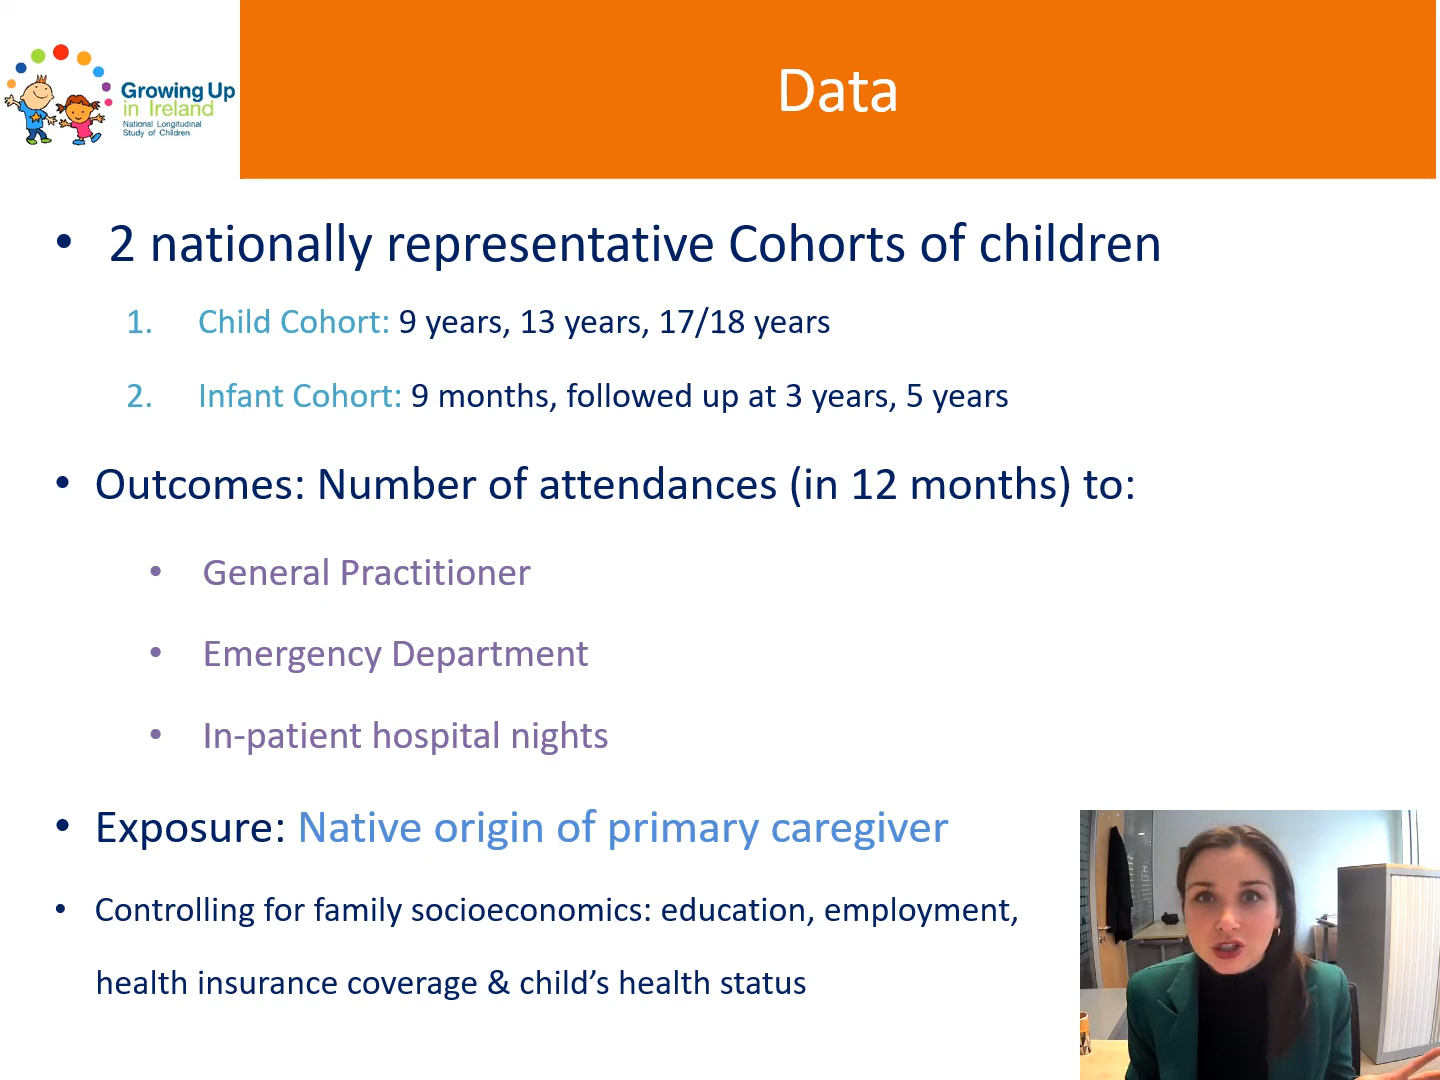 Growing Up
in Ireland
National Longitudinal
Study of Children
Data
• 2 nationally representative Cohorts of children
1. Child Cohort: 9 years, 13 years, 17/18 years
2. Infant Cohort: 9 months, followed up at 3 years, 5 years
• Outcomes: Number of attendances (in 12 months) to:
• General Practitioner
• Emergency Department
• In-patient hospital nights
• Exposure: Native origin of primary caregiver
• Controlling for family socioeconomics: education, employment,
health insurance coverage & child’s health status